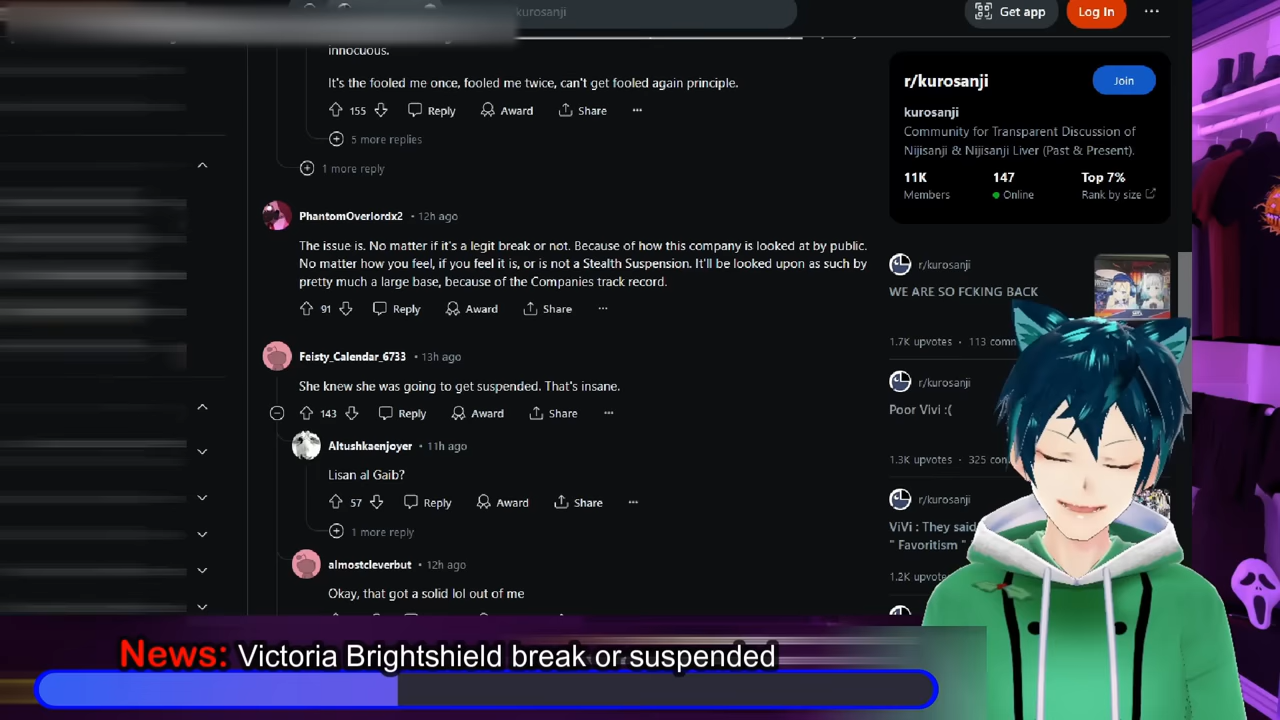 kurosanji
Get app
Log In
innocuous.
It's the fooled me once, fooled me twice, can't get fooled again principle.
155 Reply Award Share
5 more replies
1 more reply
PhantomOverlordx2 • 12h ago
The issue is. No matter if it's a legit break or not. Because of how this company is looked at by public.
No matter how you feel, if you feel it is, or is not a Stealth Suspension. It'll be looked upon as such by
pretty much a large base, because of the Companies track record.
91 Reply Award Share
Feisty_Calendar_6733 • 13h ago
She knew she was going to get suspended. That's insane.
143 Reply Award Share
Altushkaenjoyer • 11h ago
Lisan al Gaib?
57 Reply Award Share
1 more reply
almostcleverbut • 12h ago
Okay, that got a solid lol out of me
r/kurosanji
Join
kurosanji
Community for Transparent Discussion of
Nijisanji & Nijisanji Liver (Past & Present).
11K 147 Top 7%
Members Online Rank by size
r/kurosanji
WE ARE SO FCKING BACK
1.7K upvotes • 113 comm
r/kurosanji
Poor Vivi :(
1.3K upvotes • 325 con
r/kurosanji
ViVi : They said
" Favoritism "
1.2K upvote
News: Victoria Brightshield break or suspended